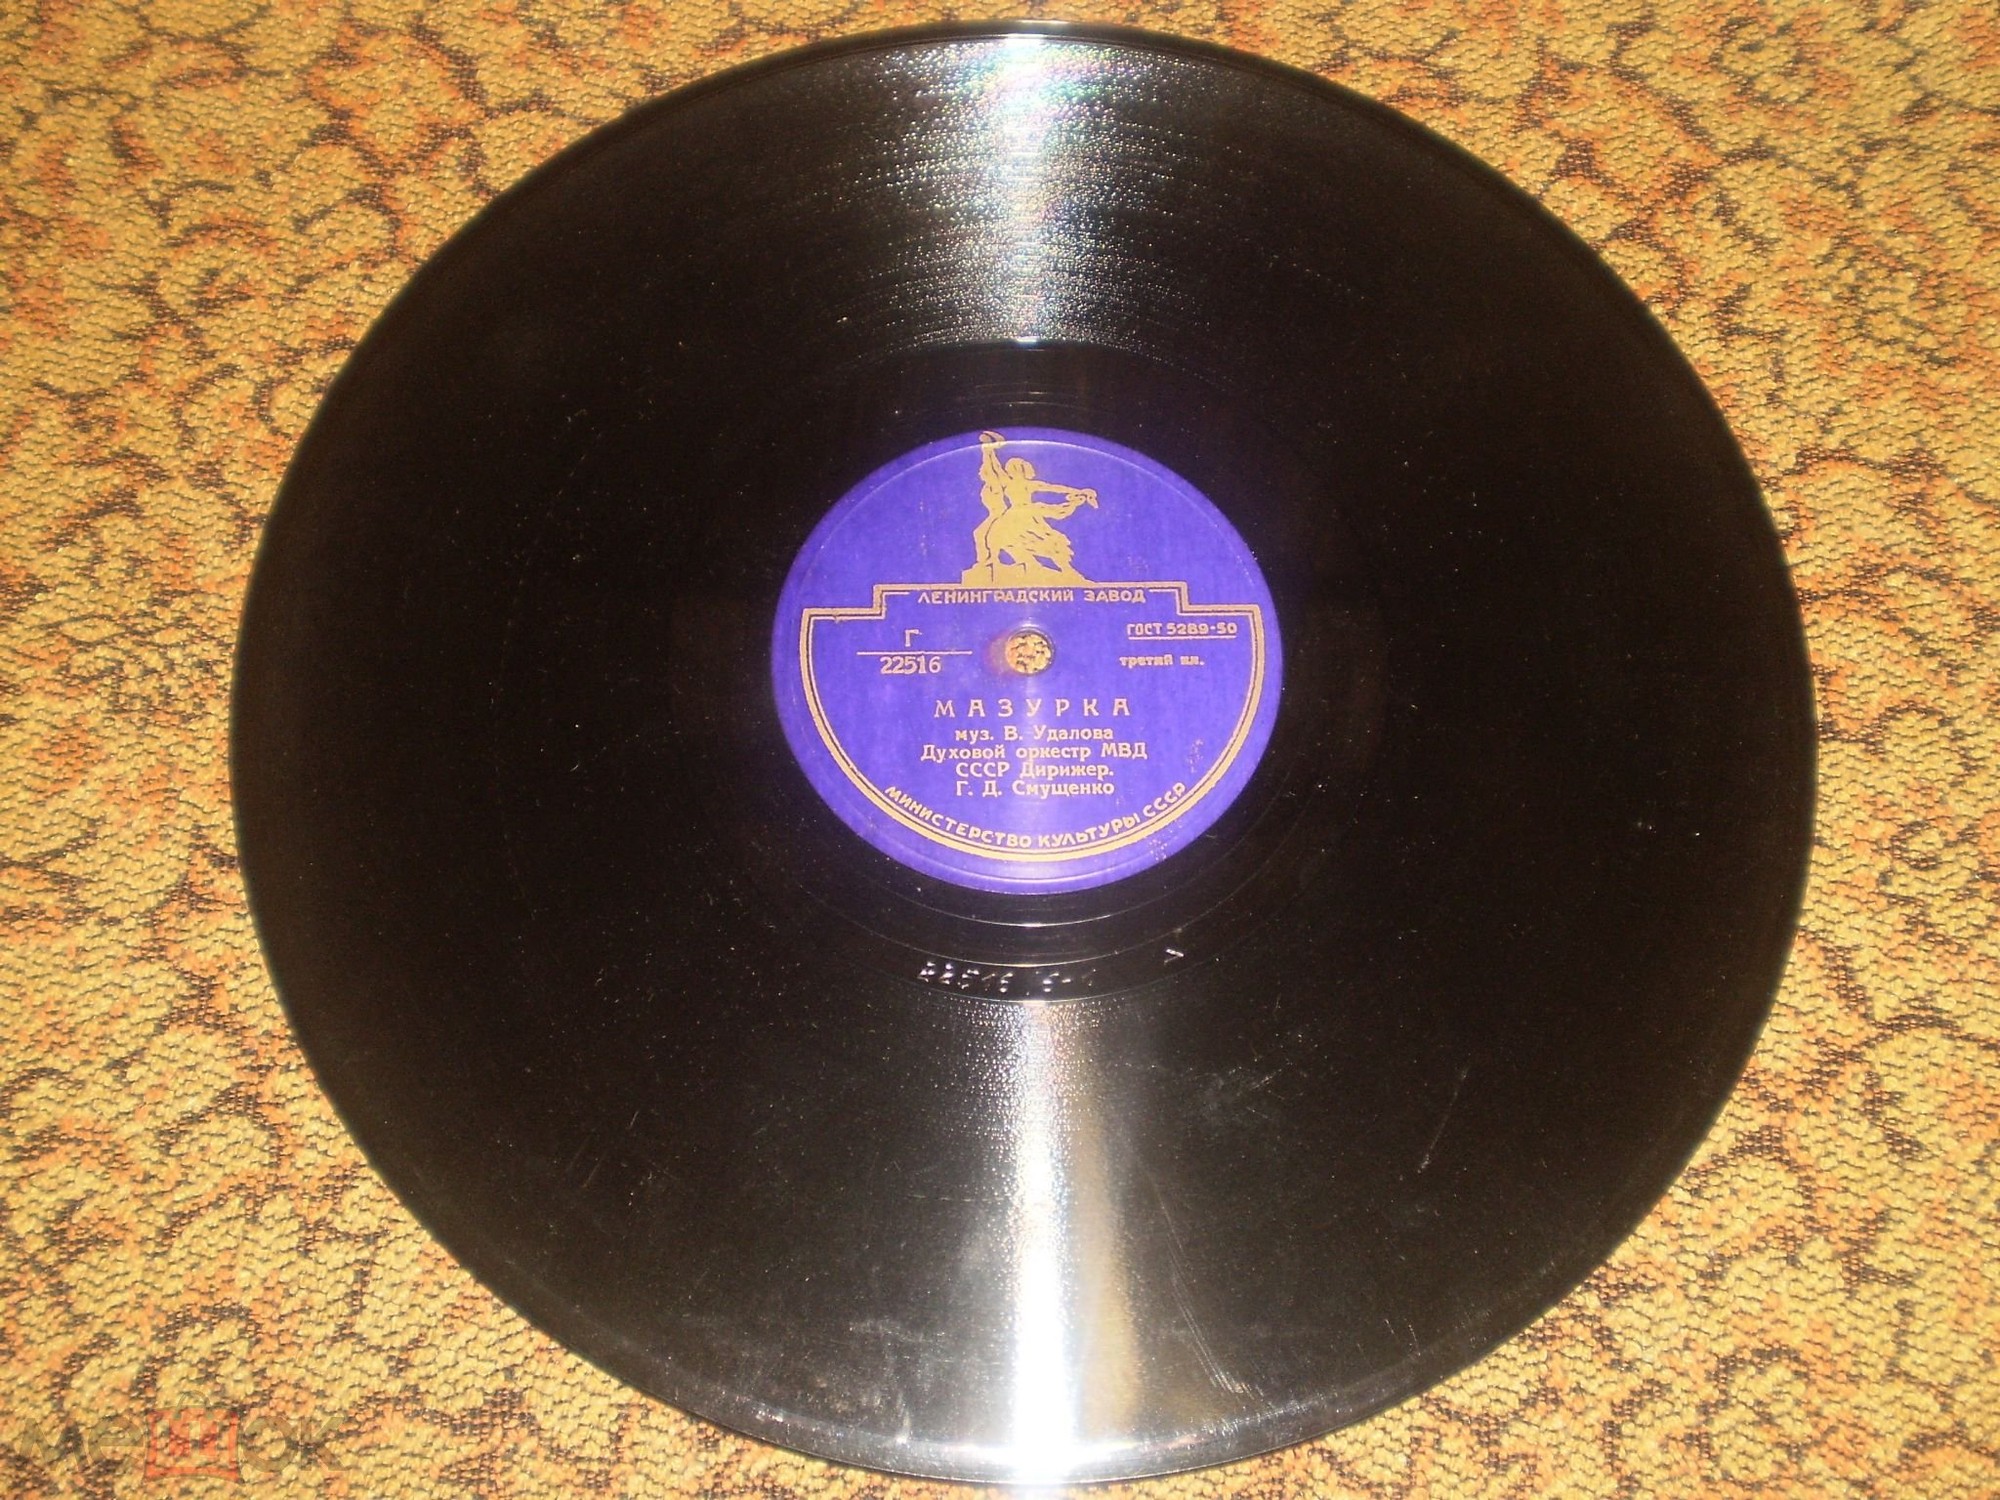 ЛЕНИНГРАДСКИЙ ЗАВОД
Г
22516
ГОСТ 5289-50
третий кл.
МАЗУРКА
муз. В. Удалова
Духовой оркестр МВД
СССР Дирижер.
Г. Д. Смущенко
МИНИСТЕРСТВО КУЛЬТУРЫ СССР
мешок